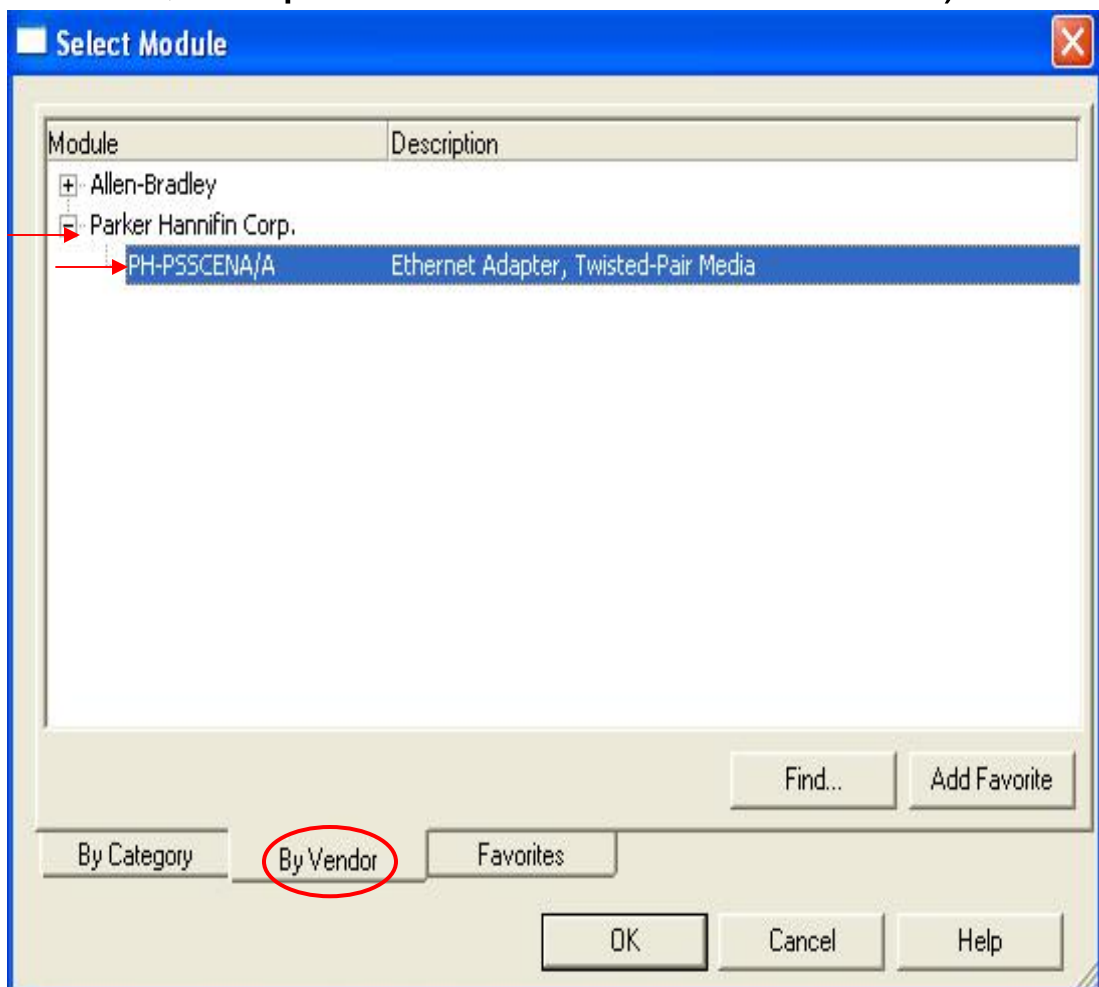 Select Module
Module Description
Allen-Bradley
Parker Hannifin Corp.
PH-PSSCENA/A Ethernet Adapter, Twisted-Pair Media
Find... Add Favorite
By Category By Vendor Favorites
OK Cancel Help